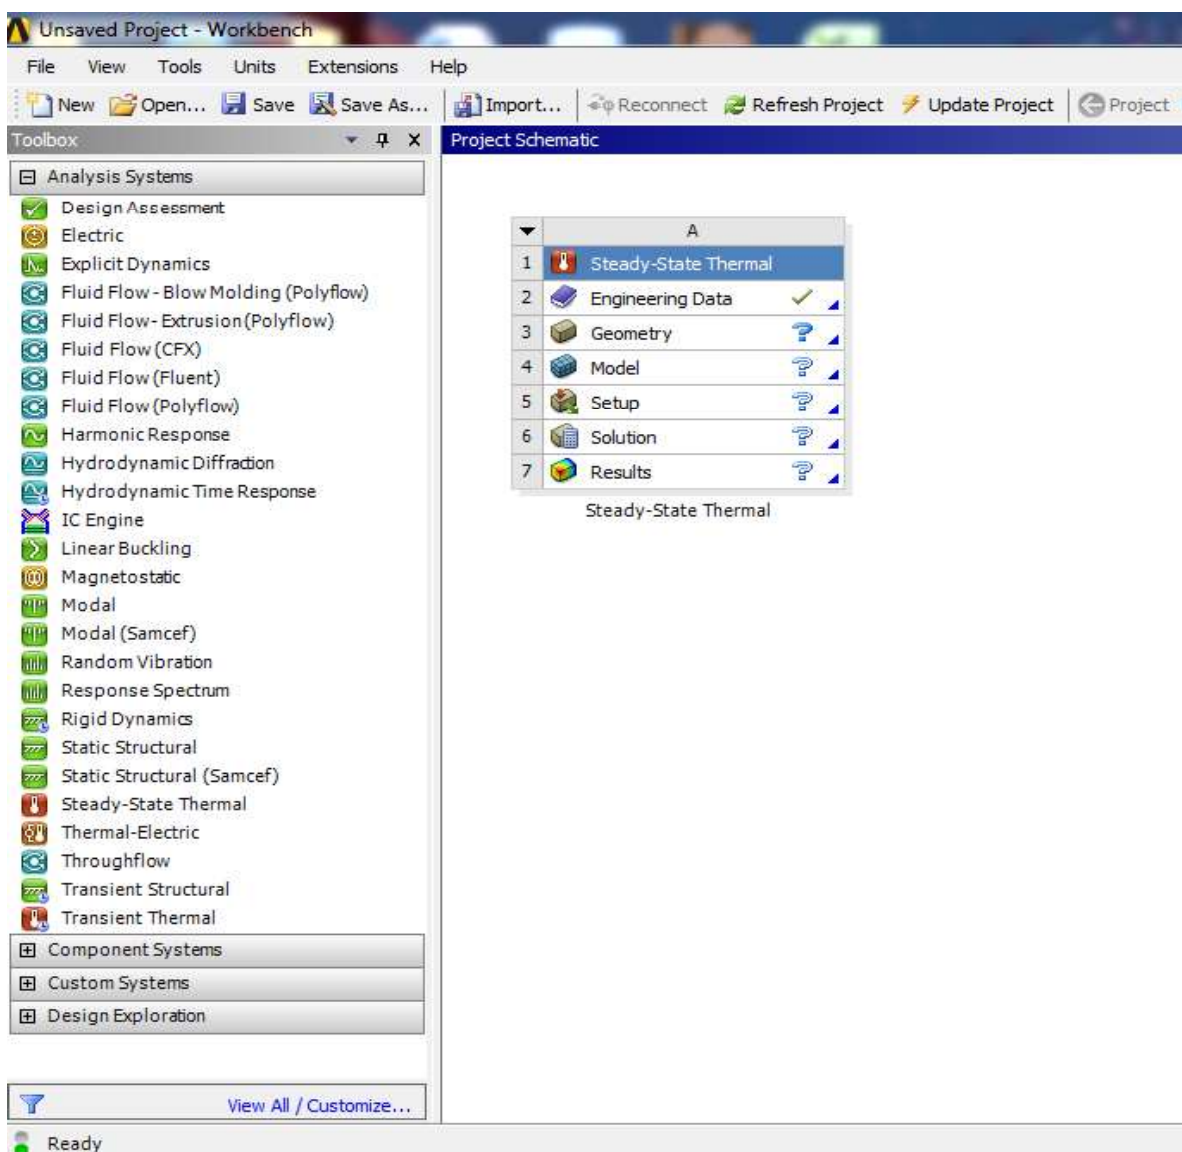 Unsaved Project - Workbench
File View Tools Units Extensions Help
New Open... Save Save As... Import... Reconnect Refresh Project Update Project Project
Toolbox
Analysis Systems
Design Assessment
Electric
Explicit Dynamics
Fluid Flow - Blow Molding (Polyflow)
Fluid Flow- Extrusion (Polyflow)
Fluid Flow (CFX)
Fluid Flow (Fluent)
Fluid Flow (Polyflow)
Harmonic Response
Hydrodynamic Diffraction
Hydrodynamic Time Response
IC Engine
Linear Buckling
Magnetostatic
Modal
Modal (Samcef)
Random Vibration
Response Spectrum
Rigid Dynamics
Static Structural
Static Structural (Samcef)
Steady-State Thermal
Thermal-Electric
Throughflow
Transient Structural
Transient Thermal
Component Systems
Custom Systems
Design Exploration
View All / Customize...
Ready
Project Schematic
A
1 Steady-State Thermal
2 Engineering Data
3 Geometry
4 Model
5 Setup
6 Solution
7 Results
Steady-State Thermal